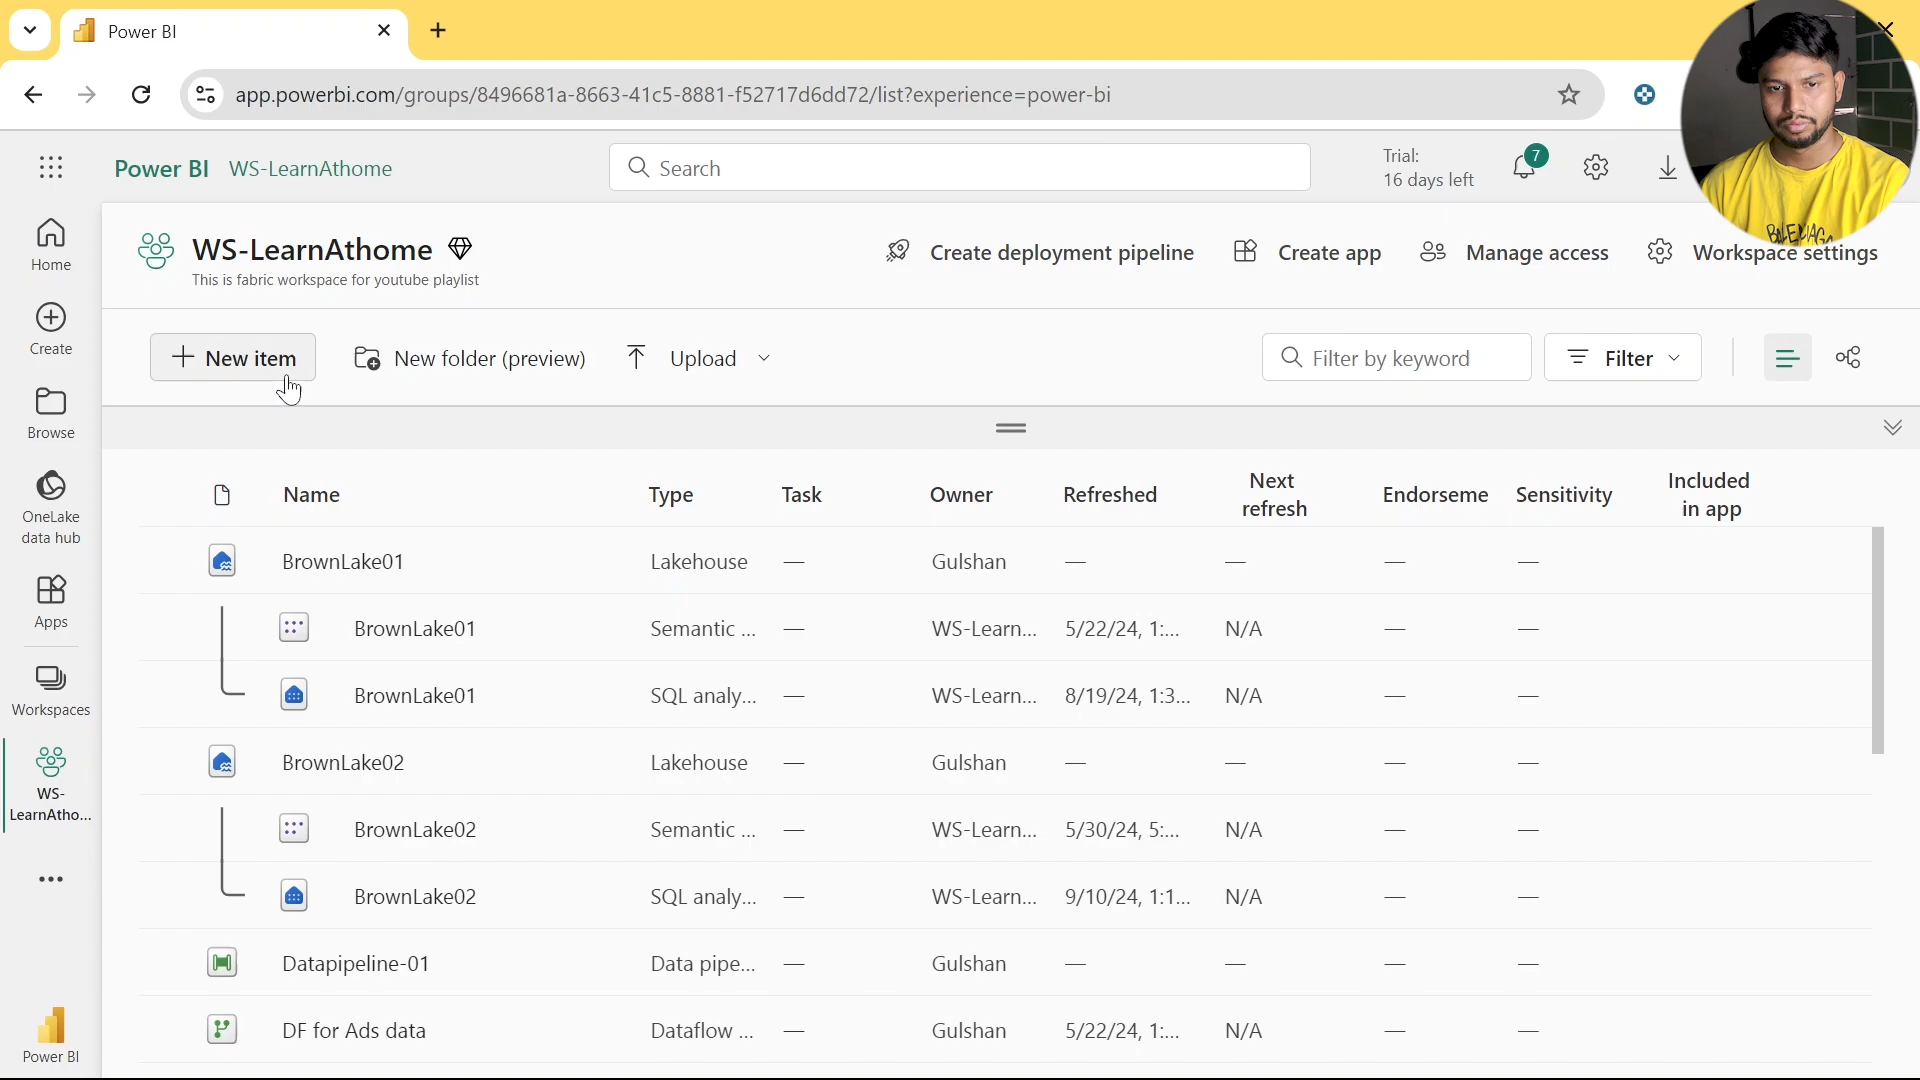 Power BI
app.powerbi.com/groups/8496681a-8663-41c5-8881-f52717d6dd72/list?experience=power-bi
Power BI WS-LearnAthome
Search
Trial:
16 days left
7
Home
Create
Browse
OneLake
data hub
Apps
Workspaces
WS-
LearnAtho...
Power BI
WS-LearnAthome
This is fabric workspace for youtube playlist
Create deployment pipeline Create app Manage access Workspace settings
New item New folder (preview) Upload Filter by keyword Filter
Name Type Task Owner Refreshed Next refresh Endorseme Sensitivity Included in app
BrownLake01 Lakehouse — Gulshan — — — —
BrownLake01 Semantic ... — WS-Learn... 5/22/24, 1:... N/A — —
BrownLake01 SQL analy... — WS-Learn... 8/19/24, 1:3... N/A — —
BrownLake02 Lakehouse — Gulshan — — — —
BrownLake02 Semantic ... — WS-Learn... 5/30/24, 5:... N/A — —
BrownLake02 SQL analy... — WS-Learn... 9/10/24, 1:1... N/A — —
Datapipeline-01 Data pipe... — Gulshan — — — —
DF for Ads data Dataflow ... — Gulshan 5/22/24, 1:... N/A — —